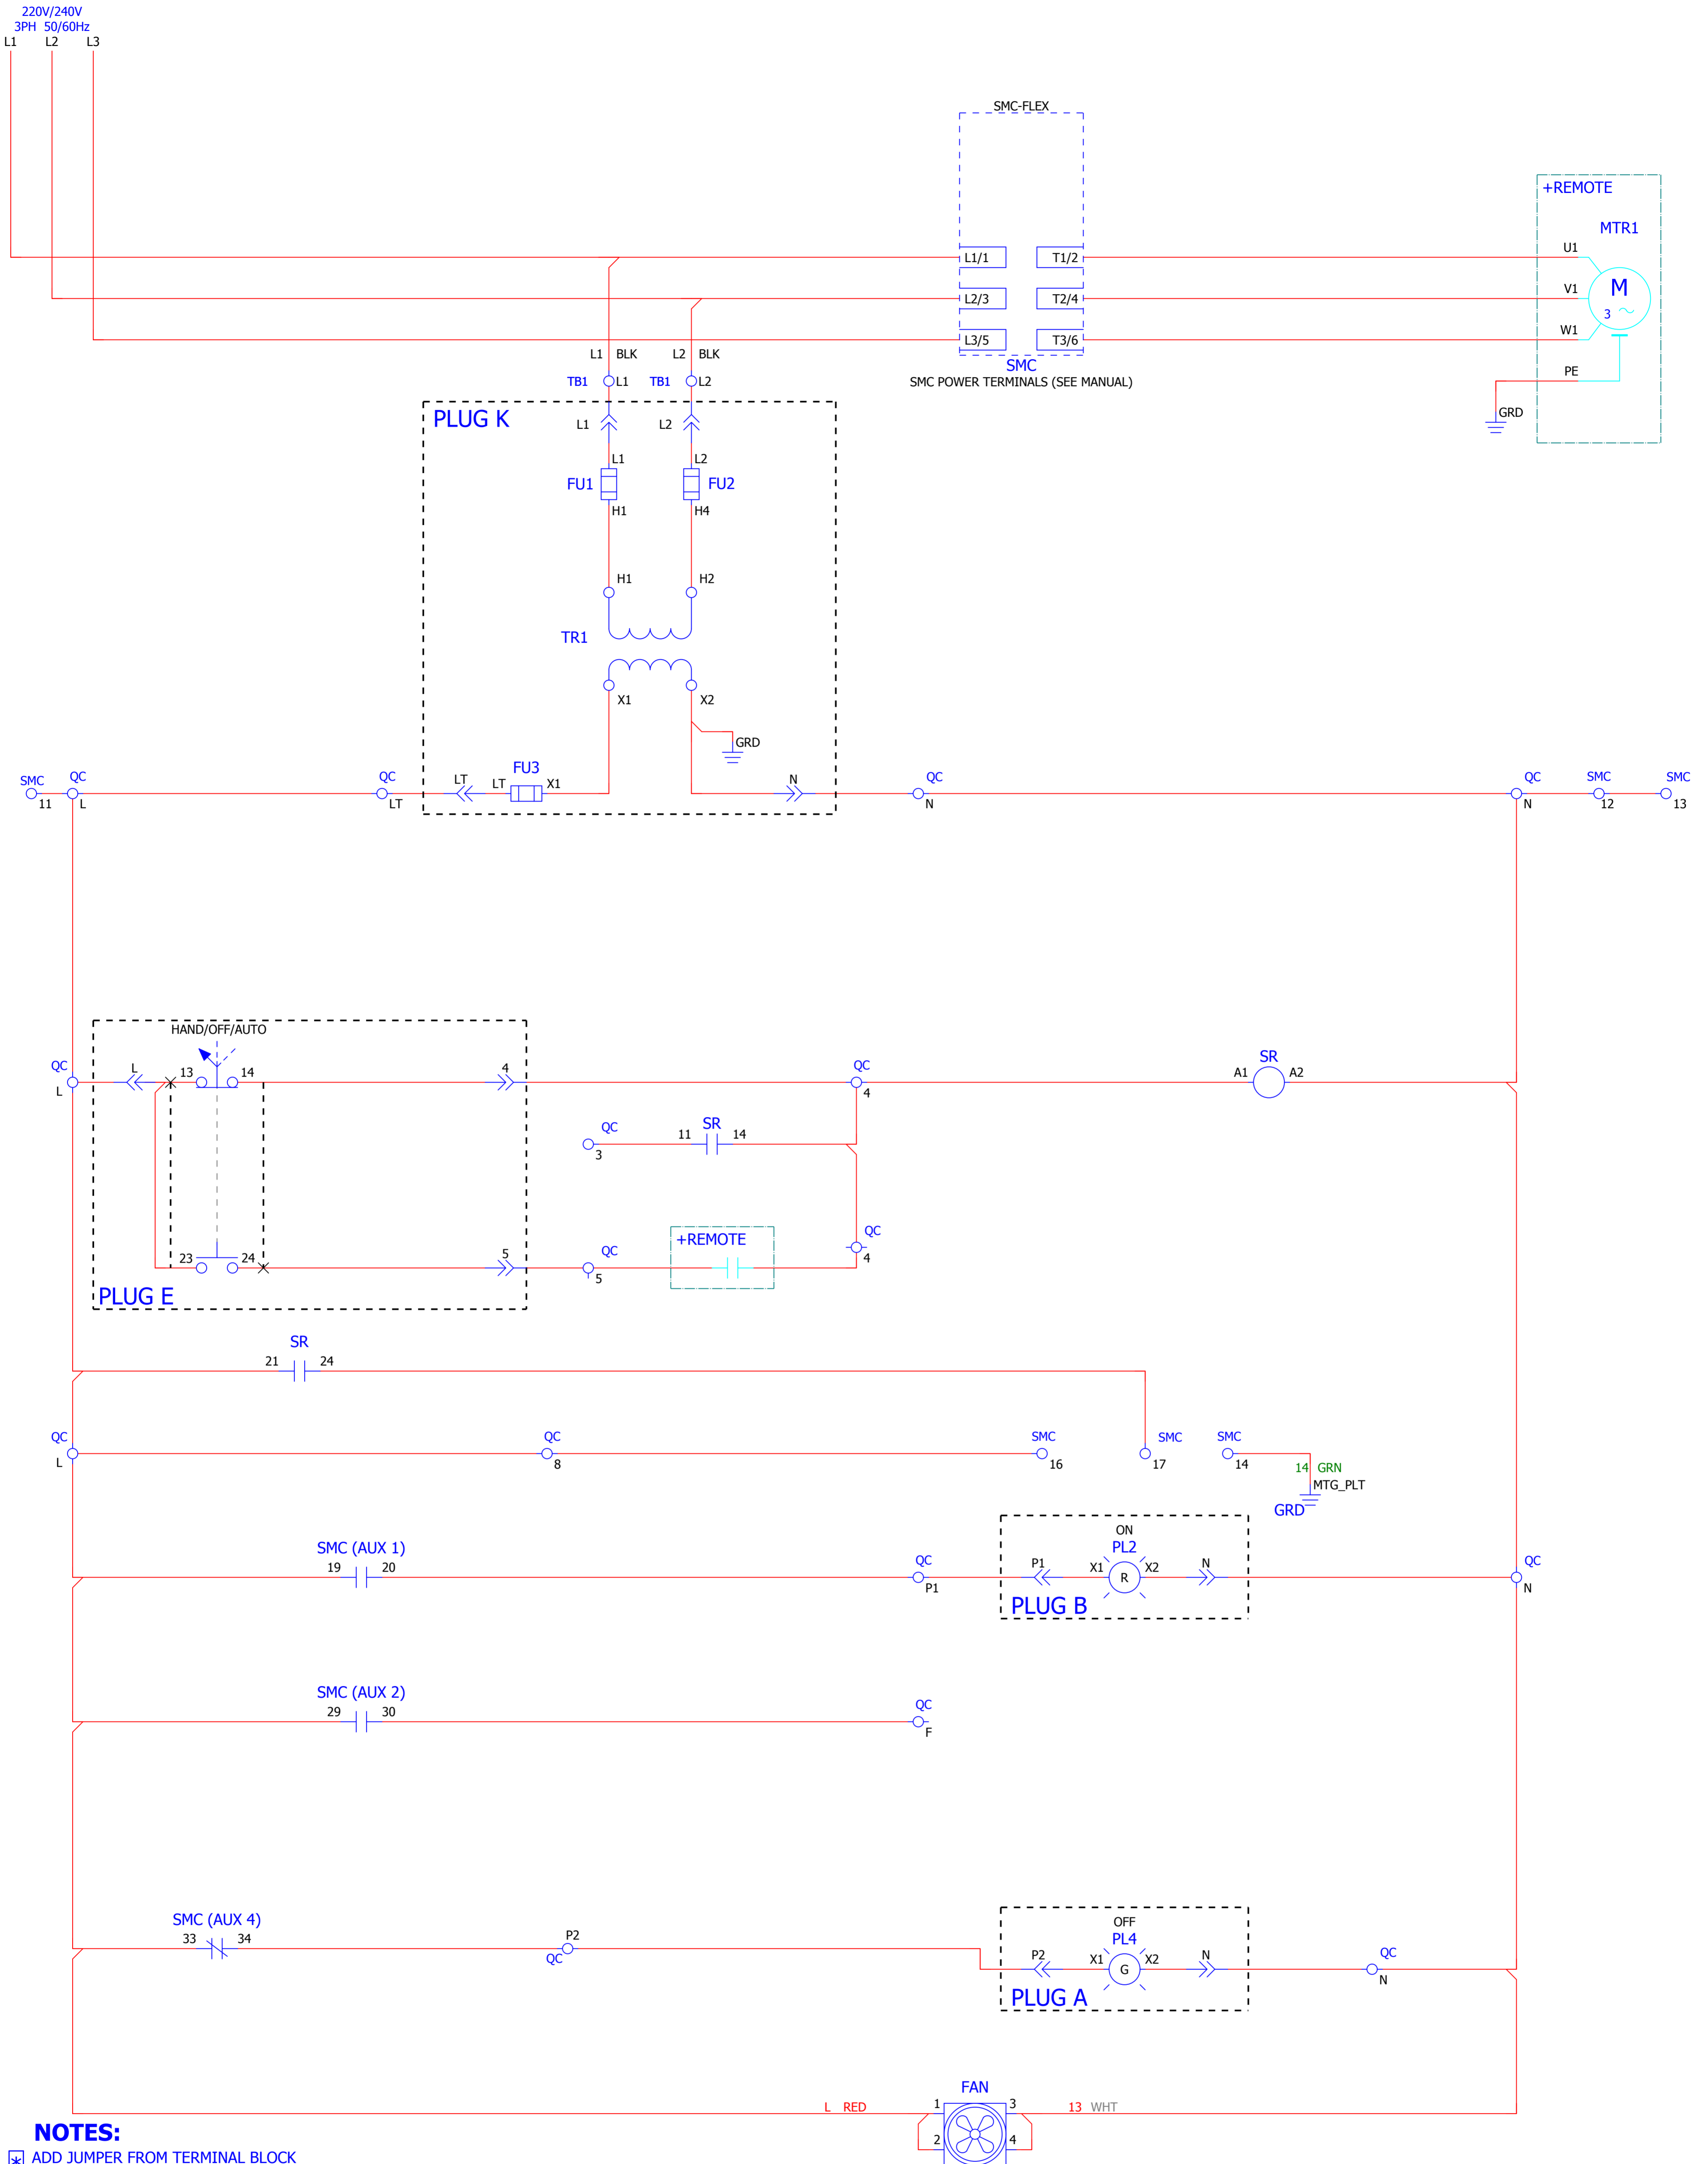 220V/240V
3PH 50/60Hz
L1 L2 L3
SMC-FLEX
+REMOTE
MTR1
L1/1 T1/2 U1
M
3
L2/3 T2/4 V1
L3/5 T3/6 W1
L1 BLK L2 BLK
SMC
PE
TB1 L1 TB1 L2
SMC POWER TERMINALS (SEE MANUAL)
GRD
PLUG K
L1 L2
L1 L2
FU1 FU2
H1 H4
H1 H2
TR1
X1 X2
GRD
SMC QC QC LT LT FU3 X1 N QC QC SMC SMC
11 L LT N N 12 13
HAND/OFF/AUTO
QC L 13 14 4 QC SR
L 4 A1 A2
QC 11 SR 14
3
+REMOTE
QC
4
23 24 5 QC
5
PLUG E
SR
21 24
QC QC SMC SMC SMC
L 8 16 17 14
14 GRN
MTG_PLT
GRD
ON
PL2
SMC (AUX 1)
19 20 QC P1 X1 R X2 N QC
P1 N
PLUG B
SMC (AUX 2)
29 30 QC
F
SMC (AUX 4)
33 34 P2
QC
OFF
PL4
P2 X1 G X2 N QC
N
PLUG A
FAN
L RED 1 3 13 WHT
2 4
NOTES:
* ADD JUMPER FROM TERMINAL BLOCK